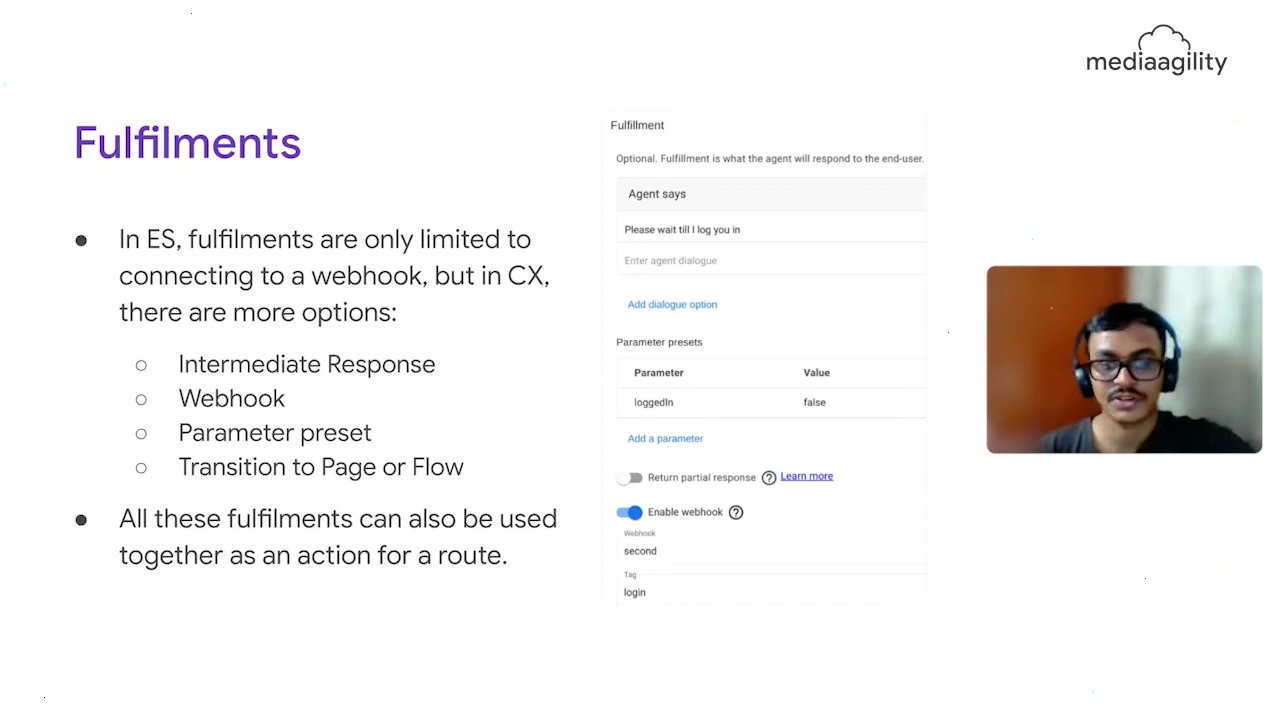 mediaagility
Fulfilments
● In ES, fulfilments are only limited to
connecting to a webhook, but in CX,
there are more options:
○ Intermediate Response
○ Webhook
○ Parameter preset
○ Transition to Page or Flow
● All these fulfilments can also be used
together as an action for a route.
Fulfillment
Optional. Fulfillment is what the agent will respond to the end-user.
Agent says
Please wait till I log you in
Enter agent dialogue
Add dialogue option
Parameter presets
Parameter Value
loggedIn false
Add a parameter
Return partial response ? Learn more
Enable webhook ?
Webhook
second
Tag
login